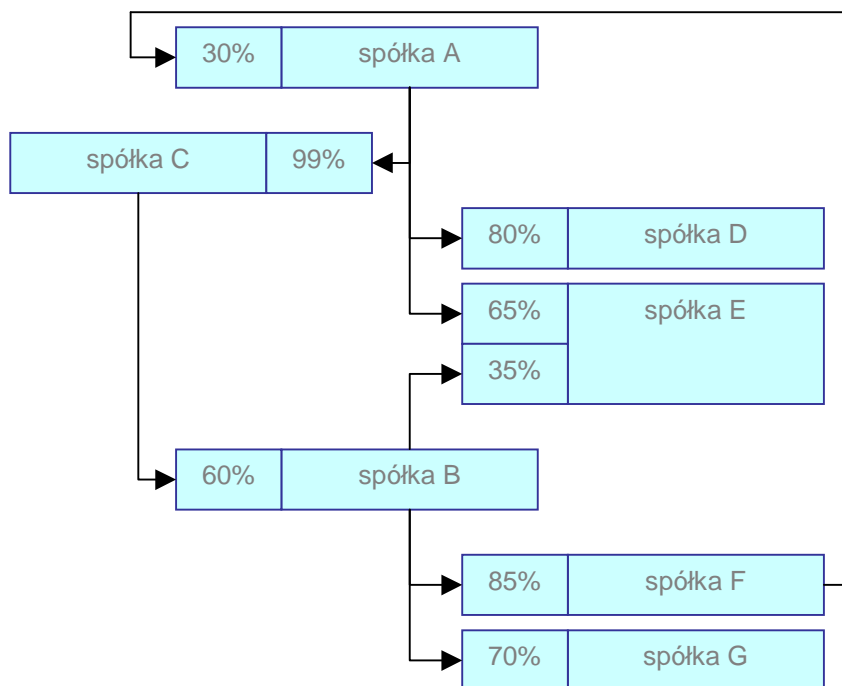 30% spółka A
spółka C 99%
80% spółka D
65% spółka E
35%
60% spółka B
85% spółka F
70% spółka G